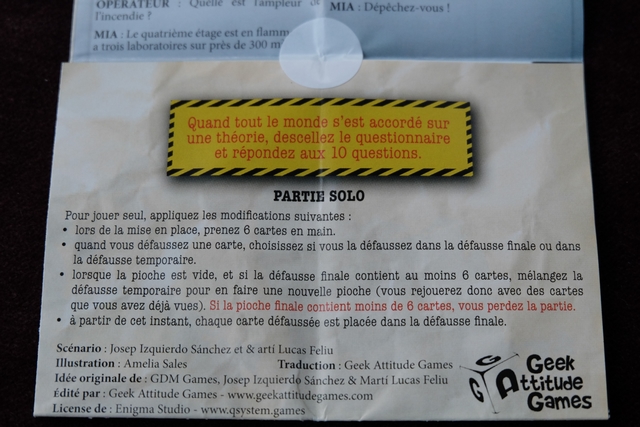 OPÉRATEUR : Quelle est l'ampleur de
l'incendie ?
MIA : Le quatrième étage est en flamm
a trois laboratoires sur près de 300 m
MIA : Dépêchez-vous !
Quand tout le monde s'est accordé sur
une théorie, descellez le questionnaire
et répondez aux 10 questions.
PARTIE SOLO
Pour jouer seul, appliquez les modifications suivantes :
• lors de la mise en place, prenez 6 cartes en main.
• quand vous défaussez une carte, choisissez si vous la défaussez dans la défausse finale ou dans
la défausse temporaire.
• lorsque la pioche est vide, et si la défausse finale contient au moins 6 cartes, mélangez la
défausse temporaire pour en faire une nouvelle pioche (vous rejouerez donc avec des cartes
que vous avez déjà vues). Si la pioche finale contient moins de 6 cartes, vous perdez la partie.
• à partir de cet instant, chaque carte défaussée est placée dans la défausse finale.
Scénario : Josep Izquierdo Sánchez et & artí Lucas Feliu
Illustration : Amelia Sales Traduction : Geek Attitude Games
Idée originale de : GDM Games, Josep Izquierdo Sánchez & Martí Lucas Feliu
Édité par : Geek Attitude Games - www.geekattitudegames.com
License de : Enigma Studio - www.qsystem.games
G G
G
Geek
Attitude
Games